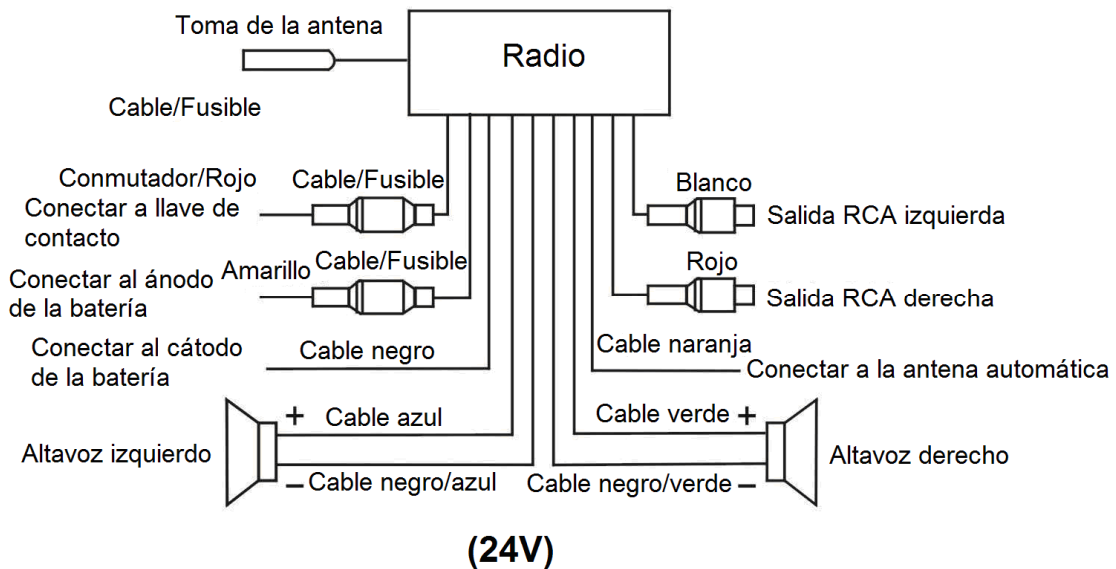 Toma de la antena
Radio
Cable/Fusible
Conmutador/Rojo
Conectar a llave de
contacto
Cable/Fusible
Blanco
Salida RCA izquierda
Conectar al ánodo
de la batería
Amarillo
Cable/Fusible
Rojo
Salida RCA derecha
Conectar al cátodo
de la batería
Cable negro
Cable naranja
Conectar a la antena automática
Altavoz izquierdo
+
Cable azul
– Cable negro/azul
Cable verde +
Cable negro/verde –
Altavoz derecho
(24V)